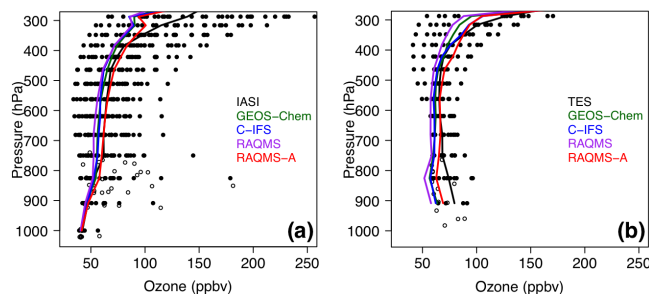 300
400
500
600
700
800
900
1000
Pressure (hPa)
IASI
GEOS-Chem
C-IFS
RAQMS
RAQMS-A
(a)
50 100 150 200 250
Ozone (ppbv)
300
400
500
600
700
800
900
1000
Pressure (hPa)
TES
GEOS-Chem
C-IFS
RAQMS
RAQMS-A
(b)
50 100 150 200 250
Ozone (ppbv)